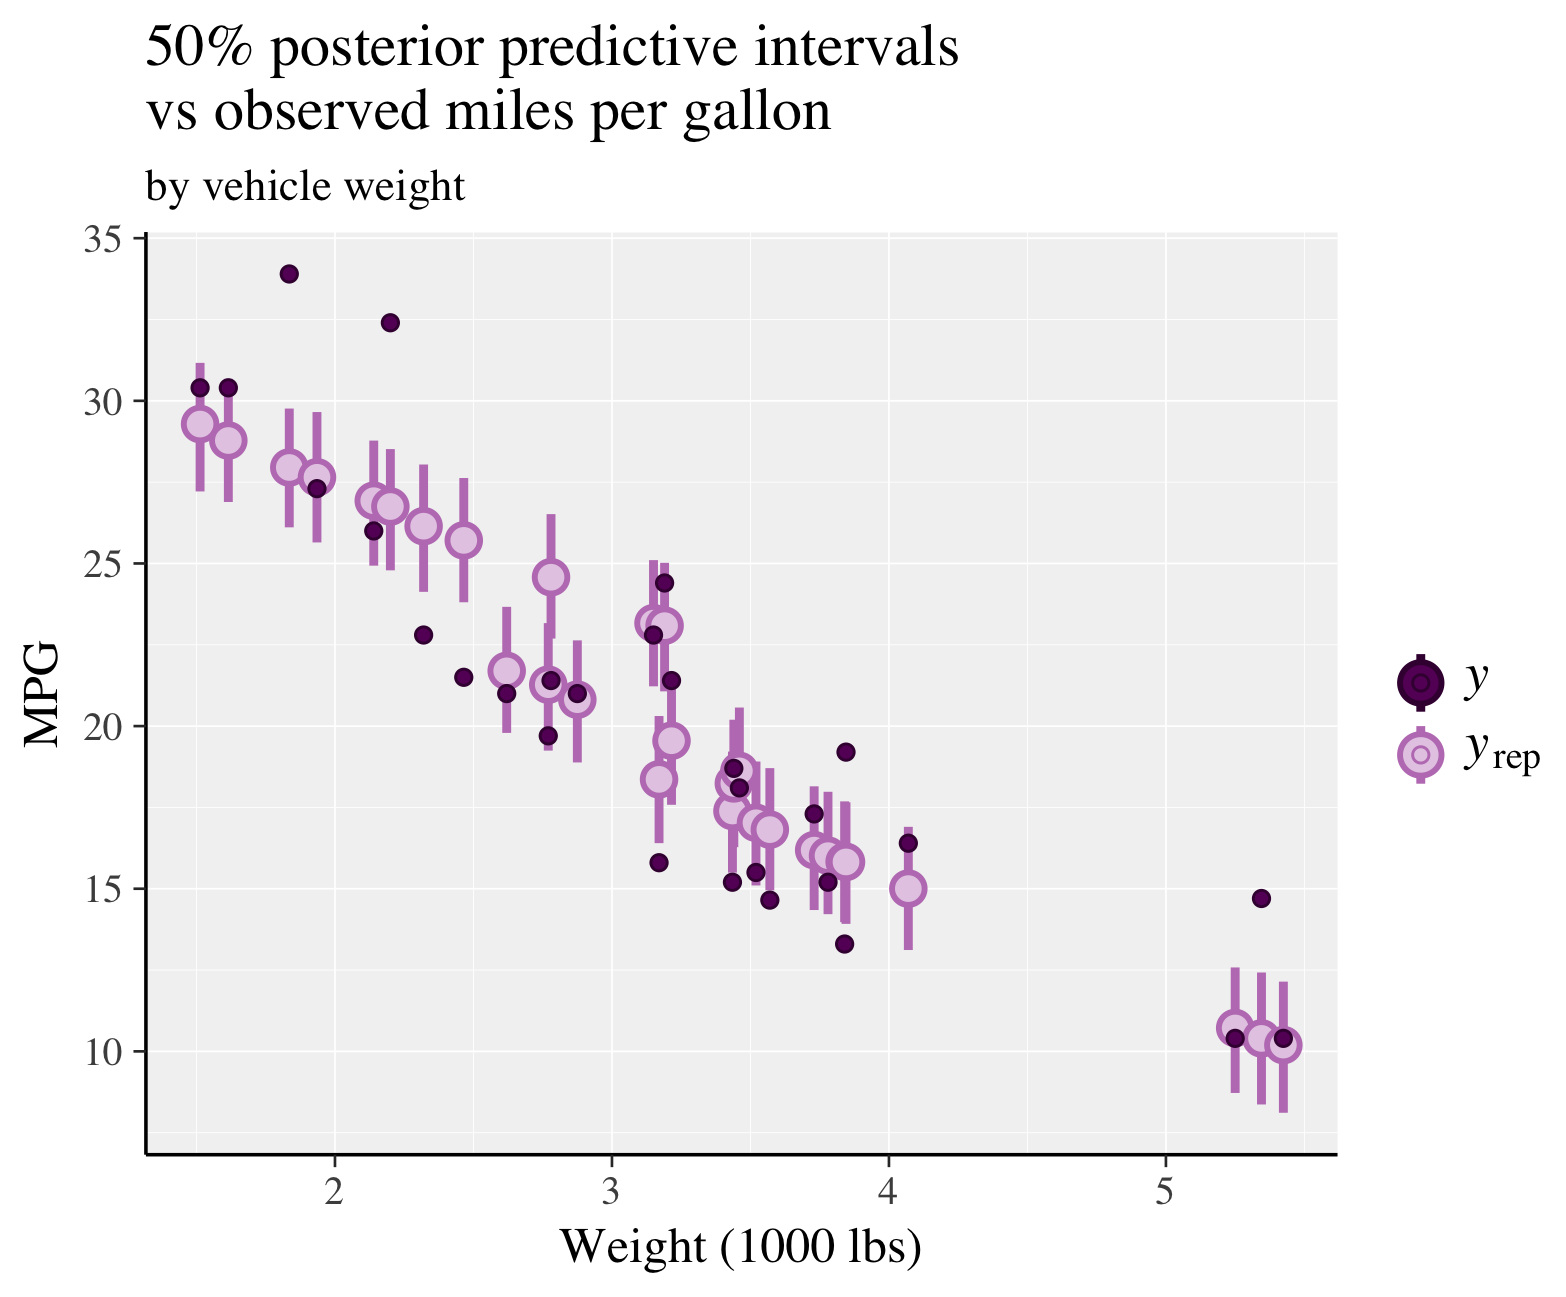 50% posterior predictive intervals
vs observed miles per gallon
by vehicle weight
35
30
25
20
15
10
MPG
2 3 4 5
Weight (1000 lbs)
y
yrep